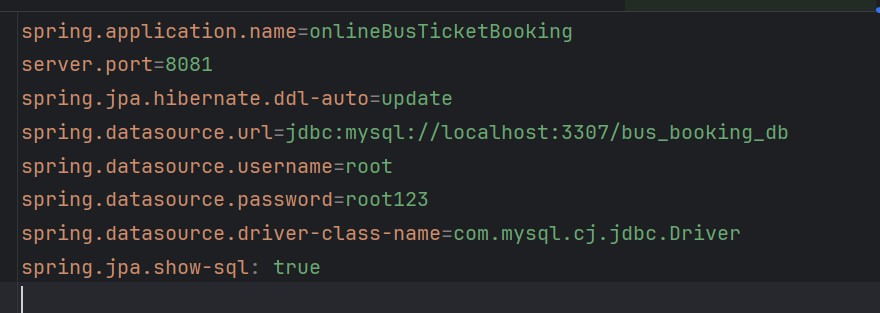 spring.application.name=onlineBusTicketBooking
server.port=8081
spring.jpa.hibernate.ddl-auto=update
spring.datasource.url=jdbc:mysql://localhost:3307/bus_booking_db
spring.datasource.username=root
spring.datasource.password=root123
spring.datasource.driver-class-name=com.mysql.cj.jdbc.Driver
spring.jpa.show-sql: true